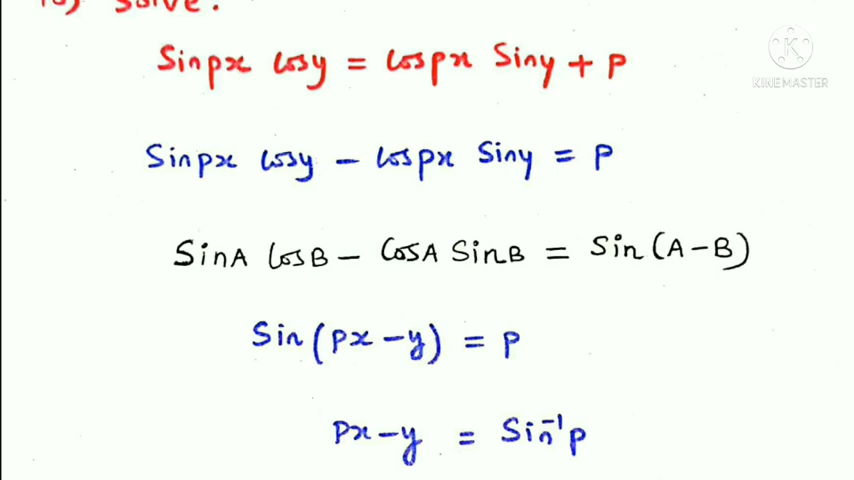 Solve:
Sinpx cosy = cospx Siny + P
KINEMASTER
Sinpx cosy - cospx Siny = P
SinA cosB - cosA SinB = Sin(A-B)
Sin(px-y) = P
Px-y = Sin⁻¹p